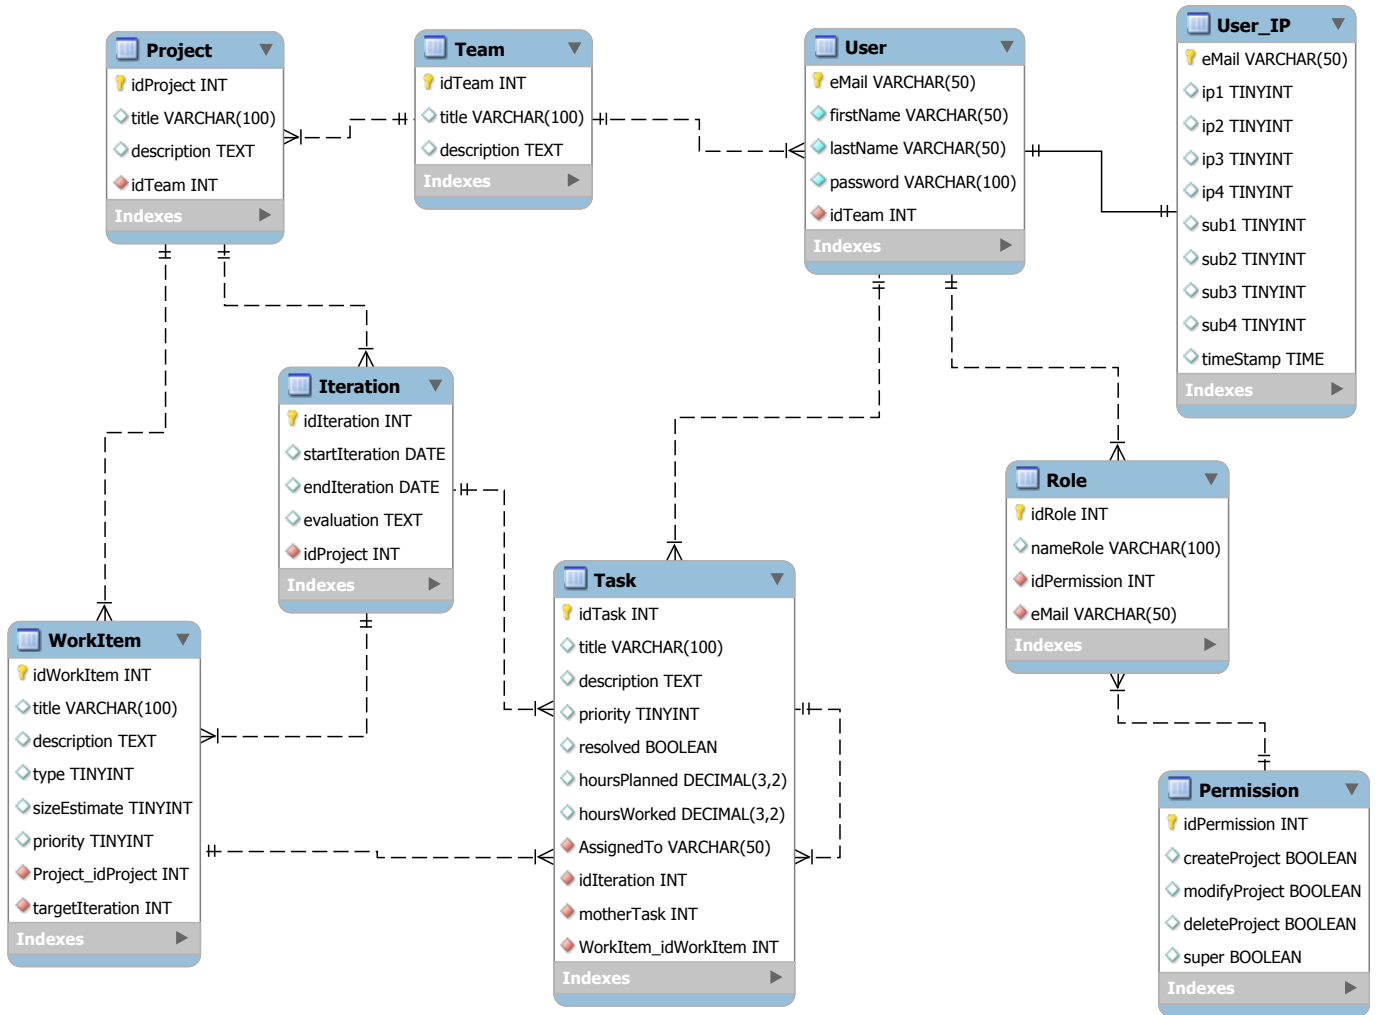 Project
idProject INT
title VARCHAR(100)
description TEXT
idTeam INT
Indexes
Team
idTeam INT
title VARCHAR(100)
description TEXT
Indexes
User
eMail VARCHAR(50)
firstName VARCHAR(50)
lastName VARCHAR(50)
password VARCHAR(100)
idTeam INT
Indexes
User_IP
eMail VARCHAR(50)
ip1 TINYINT
ip2 TINYINT
ip3 TINYINT
ip4 TINYINT
sub1 TINYINT
sub2 TINYINT
sub3 TINYINT
sub4 TINYINT
timeStamp TIME
Indexes
Iteration
idIteration INT
startIteration DATE
endIteration DATE
evaluation TEXT
idProject INT
Indexes
Role
idRole INT
nameRole VARCHAR(100)
idPermission INT
eMail VARCHAR(50)
Indexes
WorkItem
idWorkItem INT
title VARCHAR(100)
description TEXT
type TINYINT
sizeEstimate TINYINT
priority TINYINT
Project_idProject INT
targetIteration INT
Indexes
Task
idTask INT
title VARCHAR(100)
description TEXT
priority TINYINT
resolved BOOLEAN
hoursPlanned DECIMAL(3,2)
hoursWorked DECIMAL(3,2)
AssignedTo VARCHAR(50)
idIteration INT
motherTask INT
WorkItem_idWorkItem INT
Indexes
Permission
idPermission INT
createProject BOOLEAN
modifyProject BOOLEAN
deleteProject BOOLEAN
super BOOLEAN
Indexes